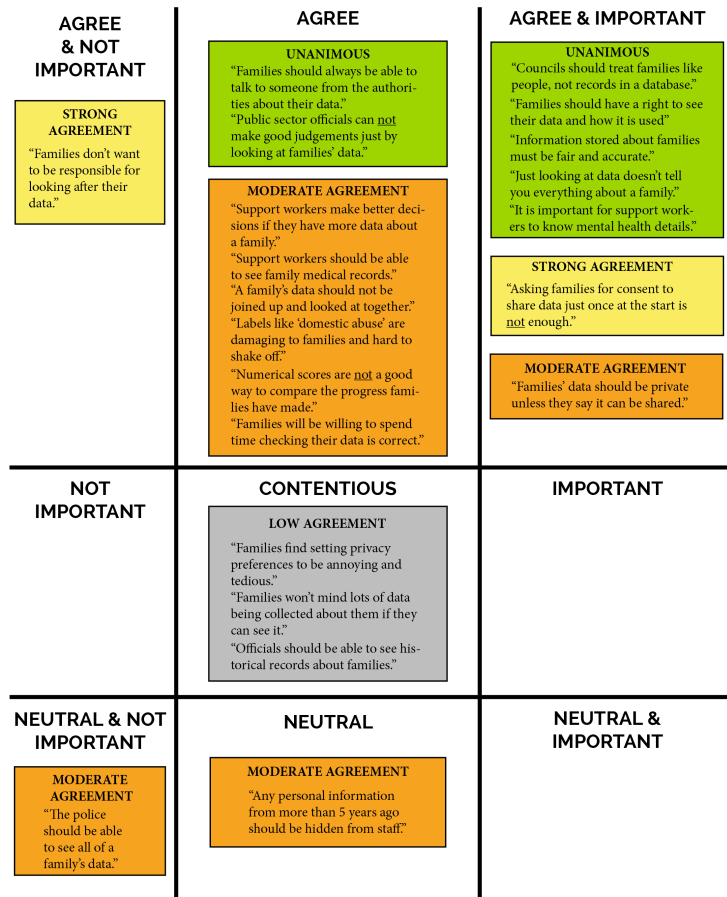 AGREE
& NOT
IMPORTANT
STRONG
AGREEMENT
“Families don’t want
to be responsible for
looking after their
data.”
AGREE
UNANIMOUS
“Families should always be able to
talk to someone from the authori-
ties about their data.”
“Public sector officials can not
make good judgements just by
looking at families’ data.”
MODERATE AGREEMENT
“Support workers make better deci-
sions if they have more data about
a family.”
“Support workers should be able
to see family medical records.”
“A family’s data should not be
joined up and looked at together.”
“Labels like ‘domestic abuse’ are
damaging to families and hard to
shake off.”
“Numerical scores are not a good
way to compare the progress fami-
lies have made.”
“Families will be willing to spend
time checking their data is correct.”
AGREE & IMPORTANT
UNANIMOUS
“Councils should treat families like
people, not records in a database.”
“Families should have a right to see
their data and how it is used”
“Information stored about families
must be fair and accurate.”
“Just looking at data doesn’t tell
you everything about a family.”
“It is important for support work-
ers to know mental health details.”
STRONG AGREEMENT
“Asking families for consent to
share data just once at the start is
not enough.”
MODERATE AGREEMENT
“Families’ data should be private
unless they say it can be shared.”
NOT
IMPORTANT
CONTENTIOUS
LOW AGREEMENT
“Families find setting privacy
preferences to be annoying and
tedious.”
“Families won’t mind lots of data
being collected about them if they
can see it.”
“Officials should be able to see his-
torical records about families.”
IMPORTANT
NEUTRAL & NOT
IMPORTANT
MODERATE
AGREEMENT
“The police
should be able
to see all of a
family’s data.”
NEUTRAL
MODERATE AGREEMENT
“Any personal information
from more than 5 years ago
should be hidden from staff.”
NEUTRAL &
IMPORTANT